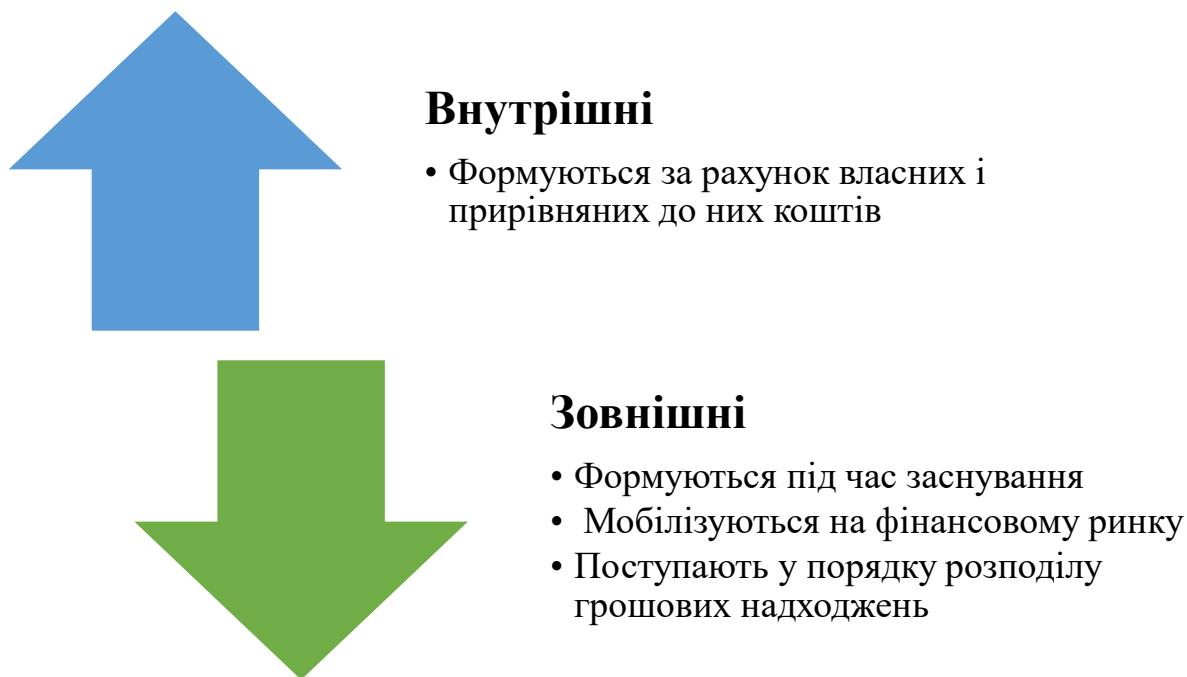 Внутрішні
• Формуються за рахунок власних і
прирівняних до них коштів
Зовнішні
• Формуються під час заснування
• Мобілізуються на фінансовому ринку
• Поступають у порядку розподілу
грошових надходжень